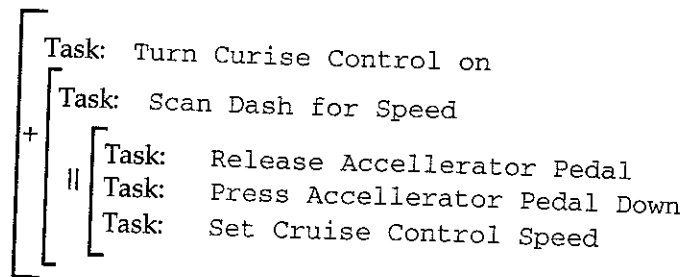 Task: Turn Curise Control on
Task: Scan Dash for Speed
+
||
Task: Release Accellerator Pedal
Task: Press Accellerator Pedal Down
Task: Set Cruise Control Speed